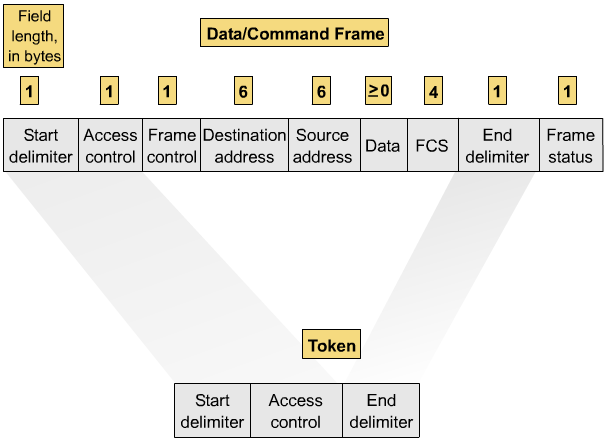 Field
length,
in bytes
Data/Command Frame
1 1 1 6 6 ≥0 4 1 1
Start delimiter
Access control
Frame control
Destination address
Source address
Data
FCS
End delimiter
Frame status
Token
Start delimiter
Access control
End delimiter